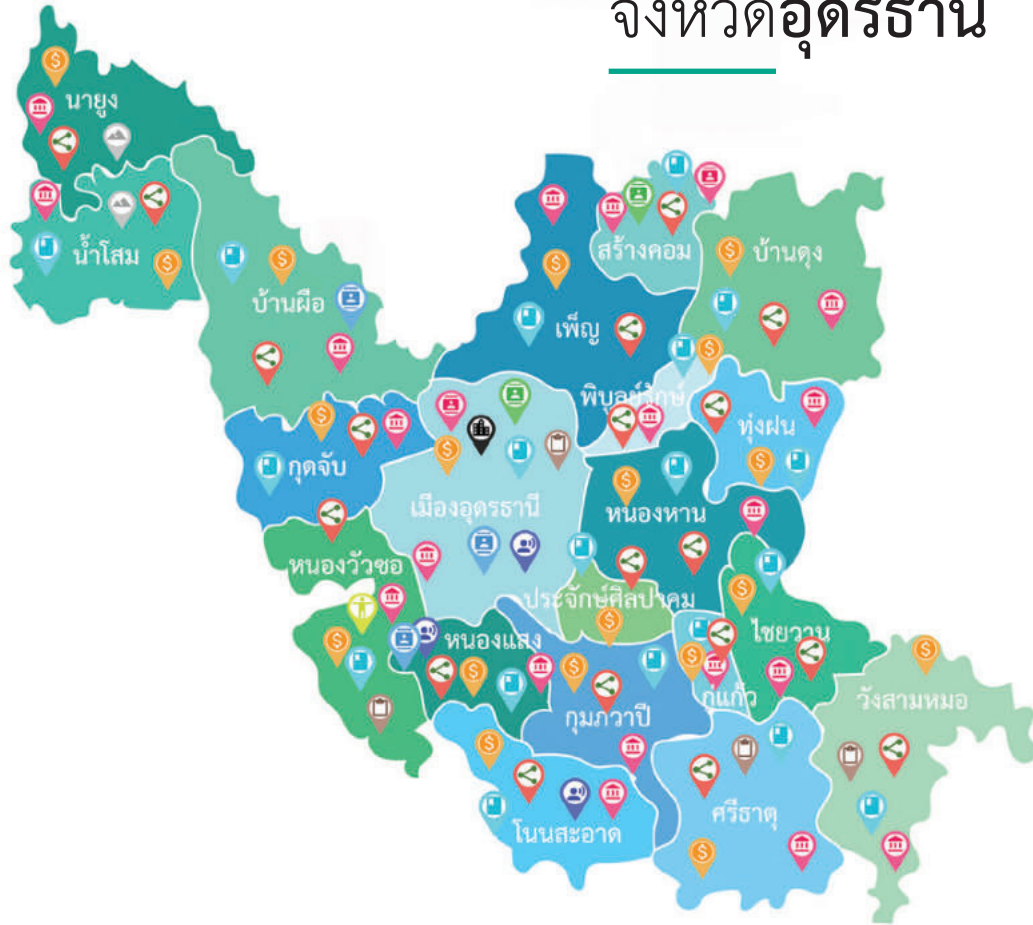 จังหวัดอุดรธานี
นายูง
น้ำโสม
บ้านผือ
สร้างคอม
บ้านดุง
เพ็ญ
พิบูลย์รักษ์
ทุ่งฝน
กุดจับ
เมืองอุดรธานี
หนองหาน
หนองวัวซอ
ประจักษ์ศิลปาคม
หนองแสง
ไชยวาน
กู่แก้ว
วังสามหมอ
กุมภวาปี
ศรีธาตุ
โนนสะอาด